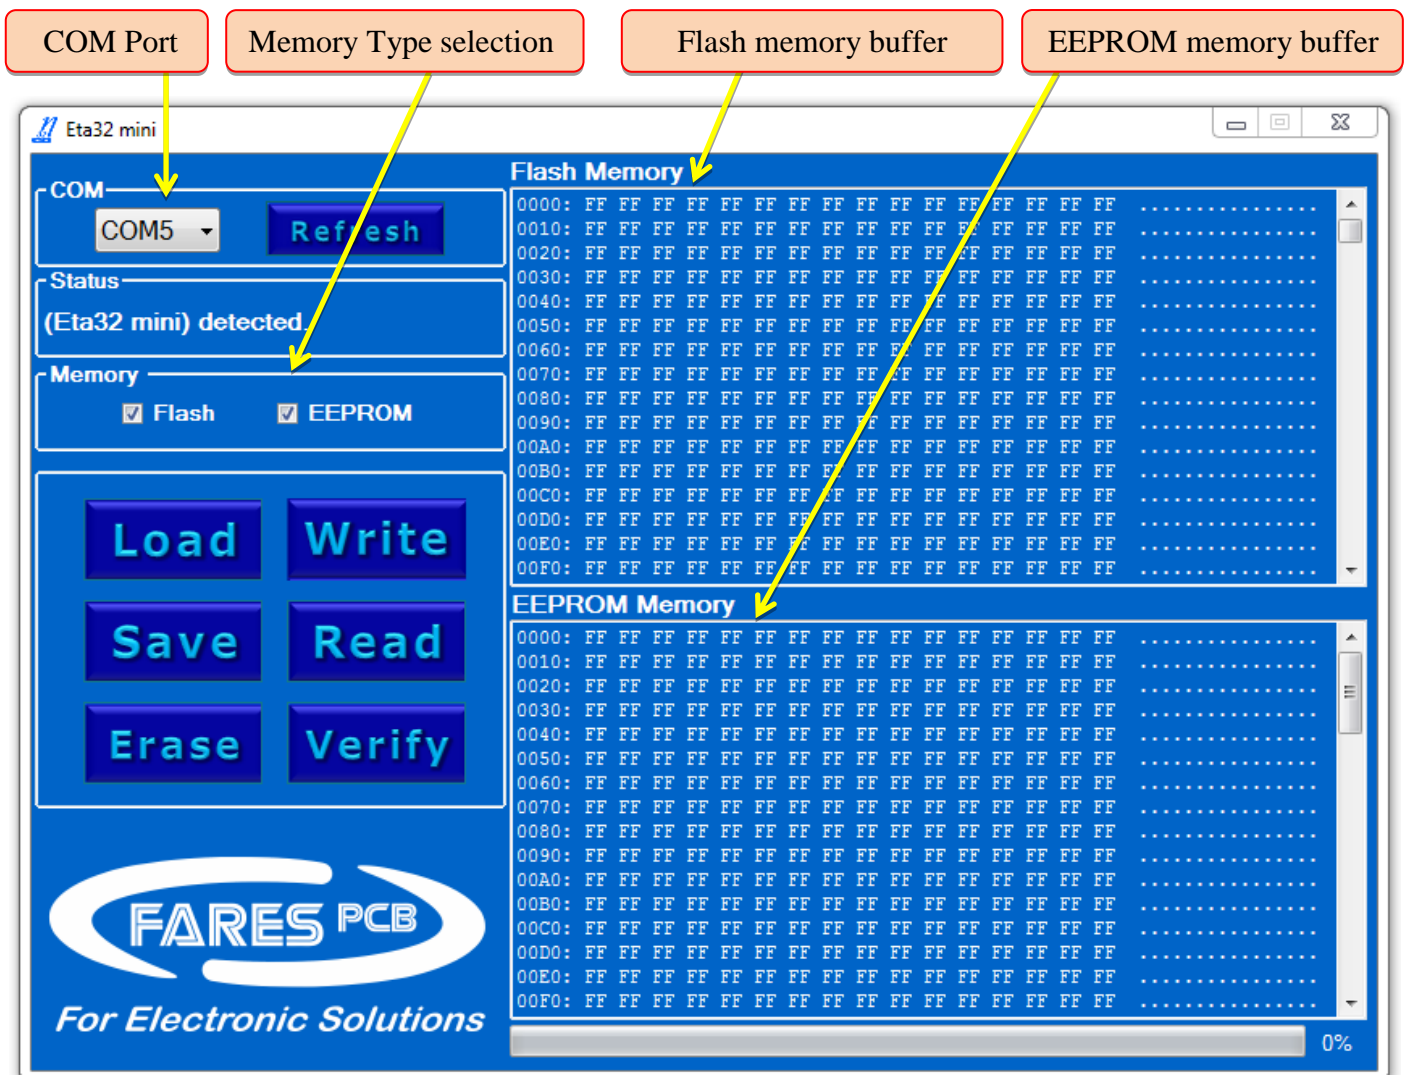 COM Port
Memory Type selection
Flash memory buffer
EEPROM memory buffer
Eta32 mini
COM
COM5
Refresh
Status
(Eta32 mini) detected.
Memory
Flash
EEPROM
Load
Write
Save
Read
Erase
Verify
FARES PCB
For Electronic Solutions
Flash Memory
0000: FF FF FF FF FF FF FF FF FF FF FF FF FF FF FF FF ................
0010: FF FF FF FF FF FF FF FF FF FF FF FF FF FF FF FF ................
0020: FF FF FF FF FF FF FF FF FF FF FF FF FF FF FF FF ................
0030: FF FF FF FF FF FF FF FF FF FF FF FF FF FF FF FF ................
0040: FF FF FF FF FF FF FF FF FF FF FF FF FF FF FF FF ................
0050: FF FF FF FF FF FF FF FF FF FF FF FF FF FF FF FF ................
0060: FF FF FF FF FF FF FF FF FF FF FF FF FF FF FF FF ................
0070: FF FF FF FF FF FF FF FF FF FF FF FF FF FF FF FF ................
0080: FF FF FF FF FF FF FF FF FF FF FF FF FF FF FF FF ................
0090: FF FF FF FF FF FF FF FF FF FF FF FF FF FF FF FF ................
00A0: FF FF FF FF FF FF FF FF FF FF FF FF FF FF FF FF ................
00B0: FF FF FF FF FF FF FF FF FF FF FF FF FF FF FF FF ................
00C0: FF FF FF FF FF FF FF FF FF FF FF FF FF FF FF FF ................
00D0: FF FF FF FF FF FF FF FF FF FF FF FF FF FF FF FF ................
00E0: FF FF FF FF FF FF FF FF FF FF FF FF FF FF FF FF ................
00F0: FF FF FF FF FF FF FF FF FF FF FF FF FF FF FF FF ................
EEPROM Memory
0000: FF FF FF FF FF FF FF FF FF FF FF FF FF FF FF FF ................
0010: FF FF FF FF FF FF FF FF FF FF FF FF FF FF FF FF ................
0020: FF FF FF FF FF FF FF FF FF FF FF FF FF FF FF FF ................
0030: FF FF FF FF FF FF FF FF FF FF FF FF FF FF FF FF ................
0040: FF FF FF FF FF FF FF FF FF FF FF FF FF FF FF FF ................
0050: FF FF FF FF FF FF FF FF FF FF FF FF FF FF FF FF ................
0060: FF FF FF FF FF FF FF FF FF FF FF FF FF FF FF FF ................
0070: FF FF FF FF FF FF FF FF FF FF FF FF FF FF FF FF ................
0080: FF FF FF FF FF FF FF FF FF FF FF FF FF FF FF FF ................
0090: FF FF FF FF FF FF FF FF FF FF FF FF FF FF FF FF ................
00A0: FF FF FF FF FF FF FF FF FF FF FF FF FF FF FF FF ................
00B0: FF FF FF FF FF FF FF FF FF FF FF FF FF FF FF FF ................
00C0: FF FF FF FF FF FF FF FF FF FF FF FF FF FF FF FF ................
00D0: FF FF FF FF FF FF FF FF FF FF FF FF FF FF FF FF ................
00E0: FF FF FF FF FF FF FF FF FF FF FF FF FF FF FF FF ................
00F0: FF FF FF FF FF FF FF FF FF FF FF FF FF FF FF FF ................
0%